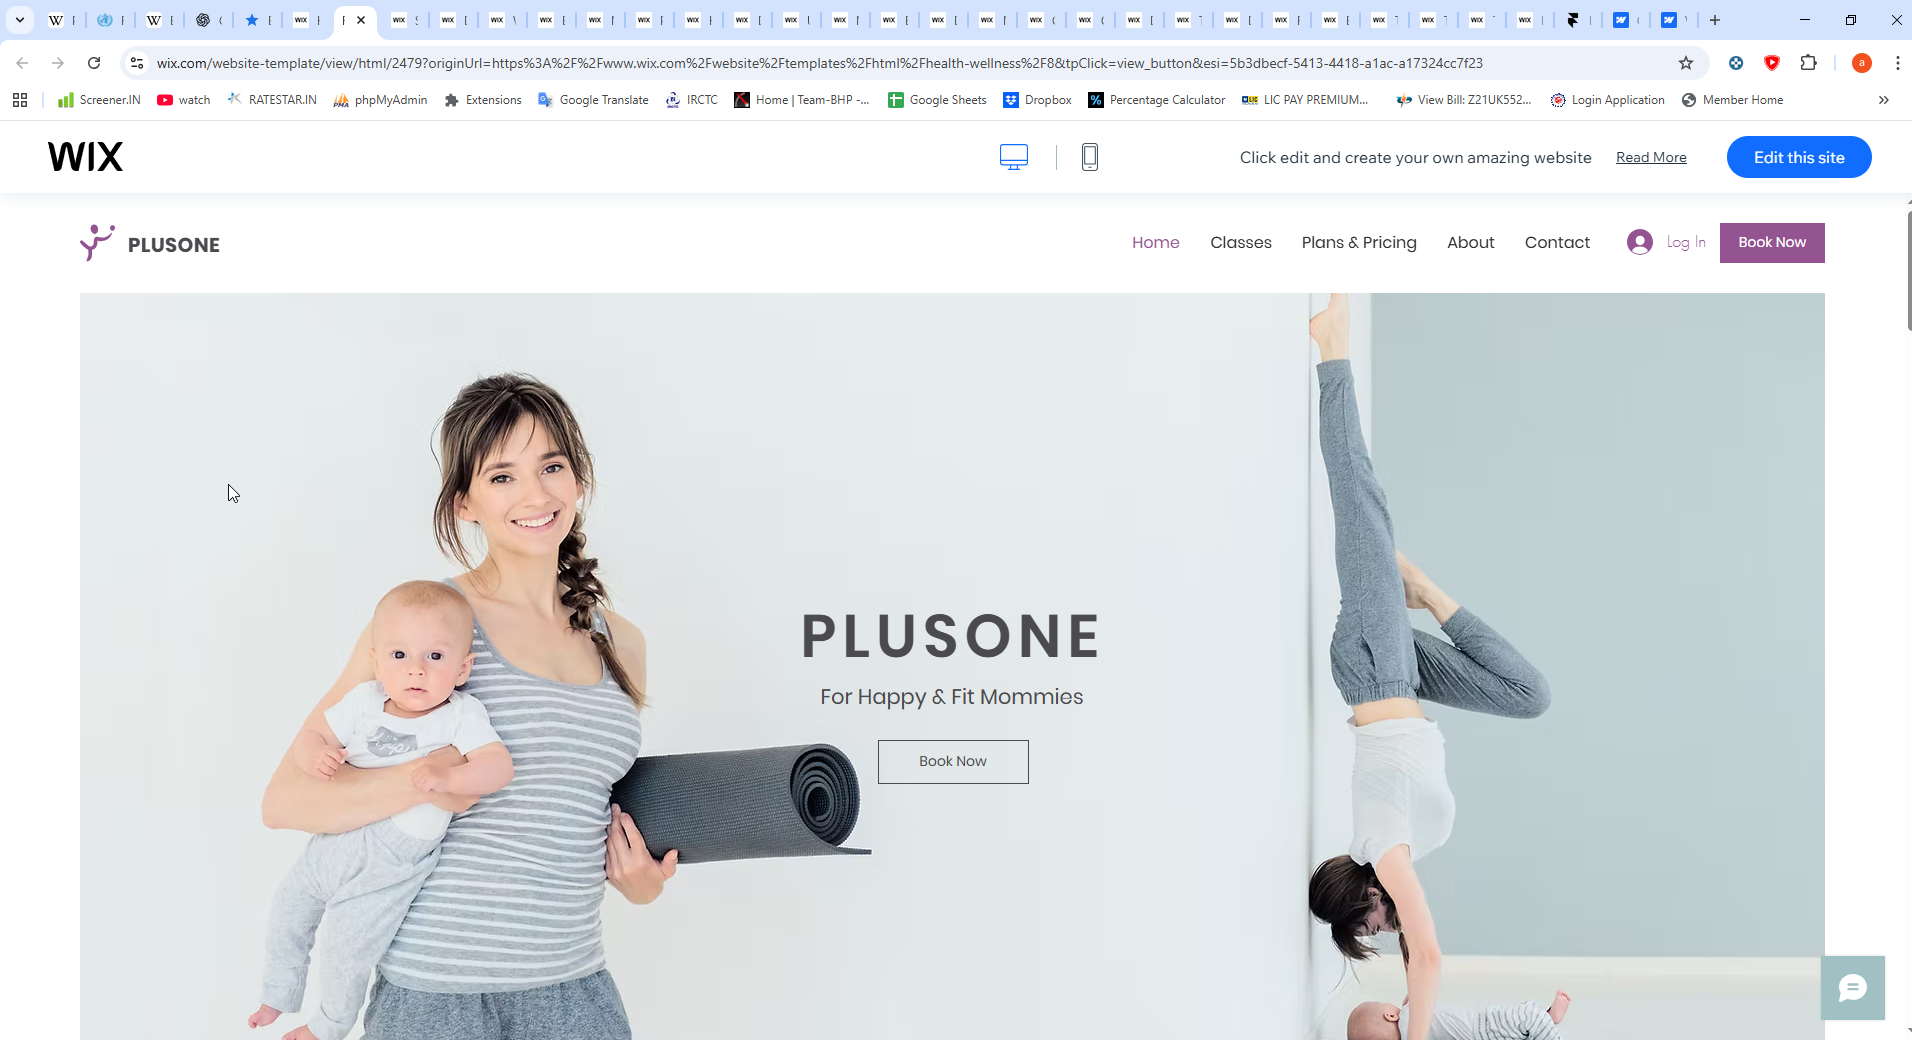 wix.com/website-template/view/html/2479?originUrl=https%3A%2F%2Fwww.wix.com%2Fwebsite%2Ftemplates%2Fhtml%2Fhealth-wellness%2F8&tpClick=view_button&esi=5b3dbecf-5413-4418-a1ac-a17324cc7f23
a
Screener.IN watch RATESTAR.IN phpMyAdmin Extensions Google Translate IRCTC Home | Team-BHP -... Google Sheets Dropbox Percentage Calculator LIC PAY PREMIUM... View Bill: Z21UK552... Login Application Member Home
WIX
Click edit and create your own amazing website Read More Edit this site
PLUSONE
Home Classes Plans & Pricing About Contact Log In Book Now
PLUSONE
For Happy & Fit Mommies
Book Now